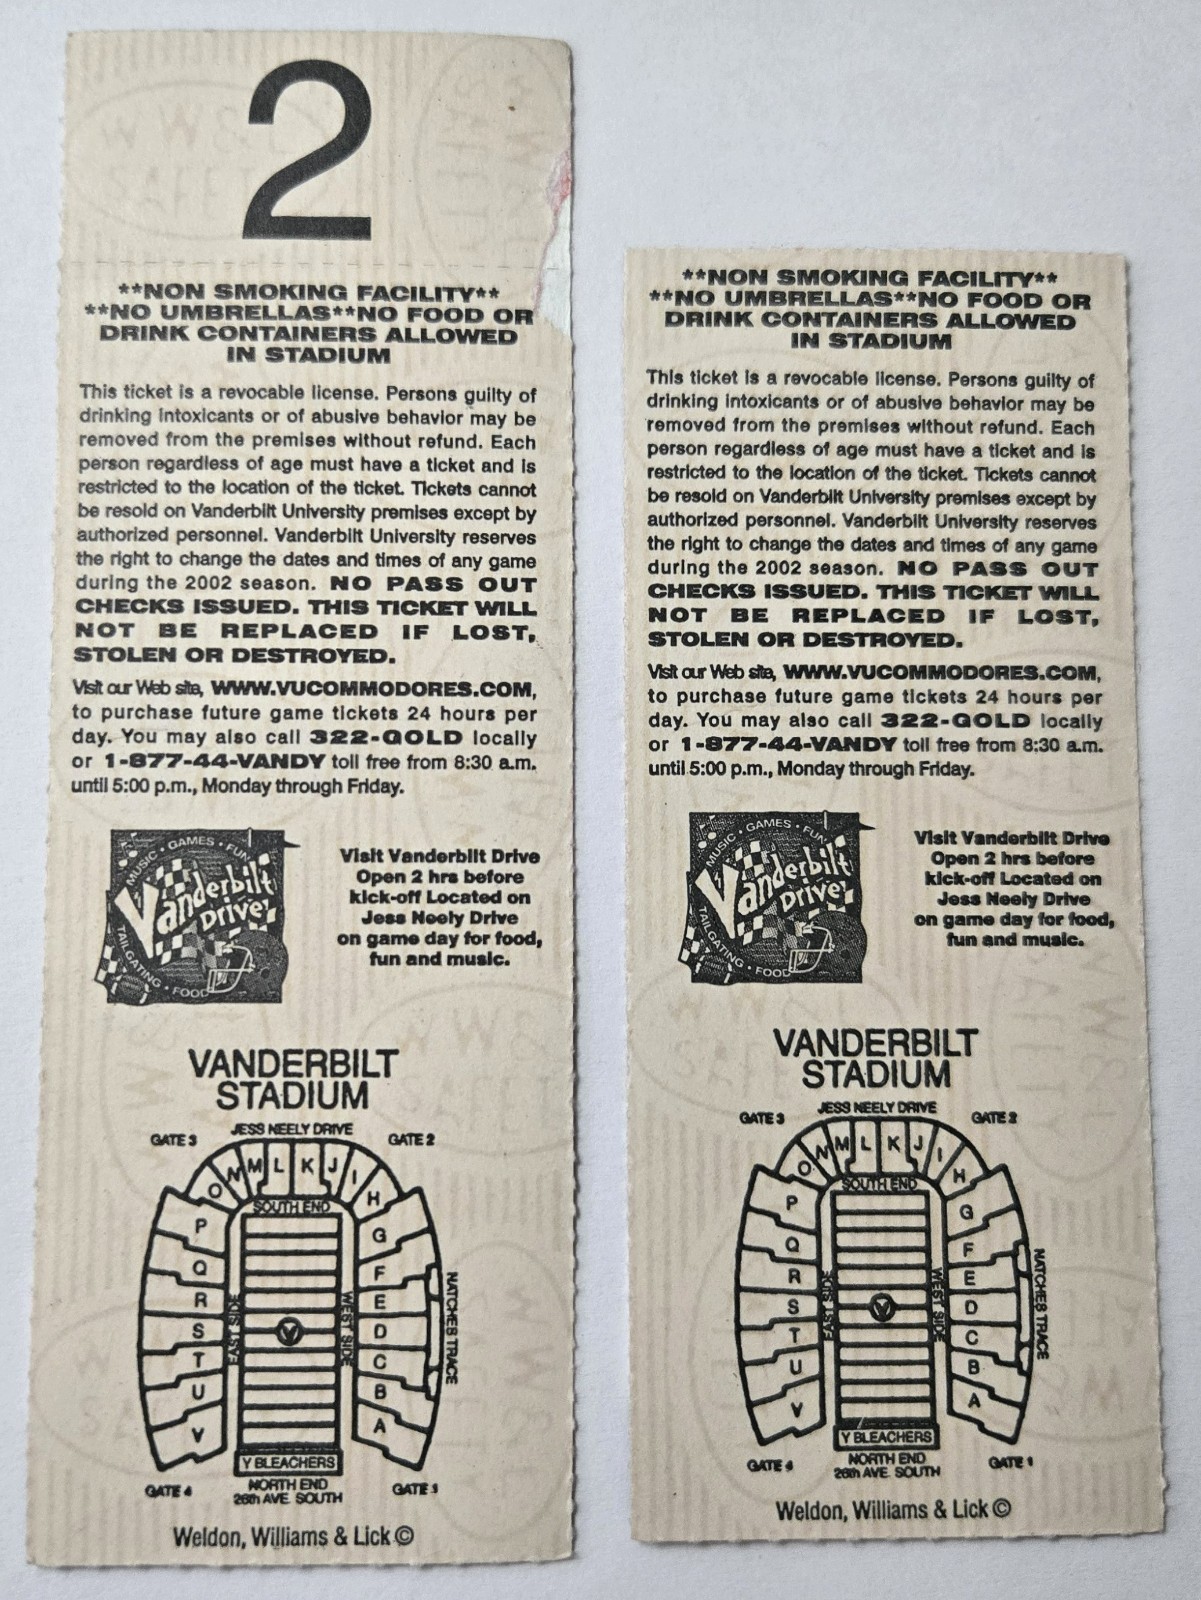 2
**NON SMOKING FACILITY**
**NO UMBRELLAS**NO FOOD OR
DRINK CONTAINERS ALLOWED
IN STADIUM
This ticket is a revocable license. Persons guilty of
drinking intoxicants or of abusive behavior may be
removed from the premises without refund. Each
person regardless of age must have a ticket and is
restricted to the location of the ticket. Tickets cannot
be resold on Vanderbilt University premises except by
authorized personnel. Vanderbilt University reserves
the right to change the dates and times of any game
during the 2002 season. NO PASS OUT
CHECKS ISSUED. THIS TICKET WILL
NOT BE REPLACED IF LOST,
STOLEN OR DESTROYED.
Visit our Web site, WWW.VUCOMMODORES.COM,
to purchase future game tickets 24 hours per
day. You may also call 322-GOLD locally
or 1-877-44-VANDY toll free from 8:30 a.m.
until 5:00 p.m., Monday through Friday.
MUSIC • GAMES • FUN
Vanderbilt
Drive
TAILGATING • FOOD
Visit Vanderbilt Drive
Open 2 hrs before
kick-off Located on
Jess Neely Drive
on game day for food,
fun and music.
VANDERBILT
STADIUM
JESS NEELY DRIVE
GATE 3
GATE 2
O N M L K J I H
SOUTH END
P
Q
R
S
T
U
V
EAST SIDE
V
WEST SIDE
G
F
E
D
C
B
A
NATCHES TRACE
Y BLEACHERS
GATE 4
NORTH END
26th AVE. SOUTH
GATE 1
Weldon, Williams & Lick ©
**NON SMOKING FACILITY**
**NO UMBRELLAS**NO FOOD OR
DRINK CONTAINERS ALLOWED
IN STADIUM
This ticket is a revocable license. Persons guilty of
drinking intoxicants or of abusive behavior may be
removed from the premises without refund. Each
person regardless of age must have a ticket and is
restricted to the location of the ticket. Tickets cannot
be resold on Vanderbilt University premises except by
authorized personnel. Vanderbilt University reserves
the right to change the dates and times of any game
during the 2002 season. NO PASS OUT
CHECKS ISSUED. THIS TICKET WILL
NOT BE REPLACED IF LOST,
STOLEN OR DESTROYED.
Visit our Web site, WWW.VUCOMMODORES.COM,
to purchase future game tickets 24 hours per
day. You may also call 322-GOLD locally
or 1-877-44-VANDY toll free from 8:30 a.m.
until 5:00 p.m., Monday through Friday.
MUSIC • GAMES • FUN
Vanderbilt
Drive
TAILGATING • FOOD
Visit Vanderbilt Drive
Open 2 hrs before
kick-off Located on
Jess Neely Drive
on game day for food,
fun and music.
VANDERBILT
STADIUM
JESS NEELY DRIVE
GATE 3
GATE 2
O N M L K J I H
SOUTH END
P
Q
R
S
T
U
V
EAST SIDE
V
WEST SIDE
G
F
E
D
C
B
A
NATCHES TRACE
Y BLEACHERS
GATE 4
NORTH END
26th AVE. SOUTH
GATE 1
Weldon, Williams & Lick ©